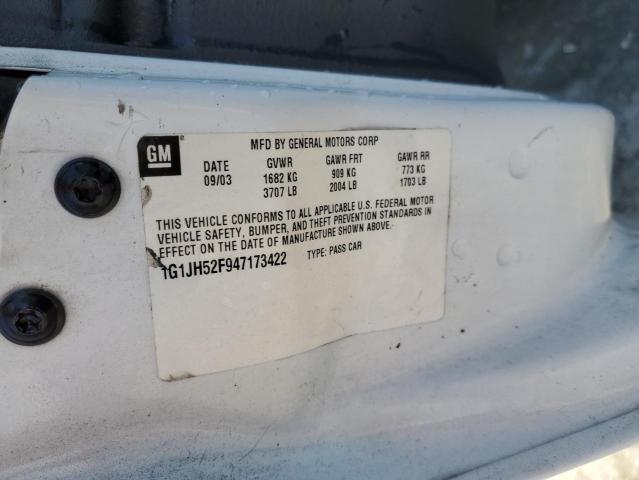 GM
MFD BY GENERAL MOTORS CORP
DATE GVWR GAWR FRT GAWR RR
09/03 1682 KG 909 KG 773 KG
3707 LB 2004 LB 1703 LB
THIS VEHICLE CONFORMS TO ALL APPLICABLE U.S. FEDERAL MOTOR
VEHICLE SAFETY, BUMPER, AND THEFT PREVENTION STANDARDS IN
EFFECT ON THE DATE OF MANUFACTURE SHOWN ABOVE.
1G1JH52F947173422 TYPE: PASS CAR